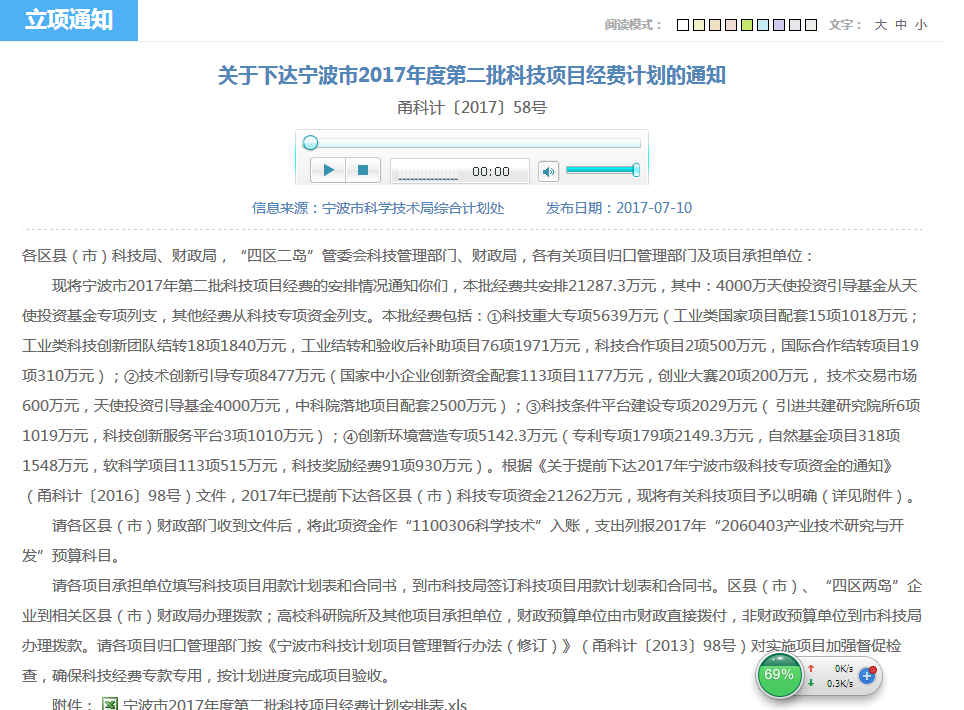 立项通知
阅读模式： 文字： 大 中 小
关于下达宁波市2017年度第二批科技项目经费计划的通知
甬科计〔2017〕58号
00:00
信息来源：宁波市科学技术局综合计划处 发布日期：2017-07-10
各区县（市）科技局、财政局，“四区二岛”管委会科技管理部门、财政局，各有关项目归口管理部门及项目承担单位：
现将宁波市2017年第二批科技项目经费的安排情况通知你们，本批经费共安排21287.3万元，其中：4000万天使投资引导基金从天
使投资基金专项列支，其他经费从科技专项资金列支。本批经费包括：①科技重大专项5639万元（工业类国家项目配套15项1018万元；
工业类科技创新团队结转18项1840万元，工业结转和验收后补助项目76项1971万元，科技合作项目2项500万元，国际合作结转项目19
项310万元）；②技术创新引导专项8477万元（国家中小企业创新资金配套113项目1177万元，创业大赛20项200万元， 技术交易市场
600万元，天使投资引导基金4000万元，中科院落地项目配套2500万元）；③科技条件平台建设专项2029万元（ 引进共建研究院所6项
1019万元，科技创新服务平台3项1010万元）；④创新环境营造专项5142.3万元（专利专项179项2149.3万元，自然基金项目318项
1548万元，软科学项目113项515万元，科技奖励经费91项930万元）。根据《关于提前下达2017年宁波市级科技专项资金的通知》
（甬科计〔2016〕98号）文件，2017年已提前下达各区县（市）科技专项资金21262万元，现将有关科技项目予以明确（详见附件）。
请各区县（市）财政部门收到文件后，将此项资金作“1100306科学技术”入账，支出列报2017年“2060403产业技术研究与开
发”预算科目。
请各项目承担单位填写科技项目用款计划表和合同书，到市科技局签订科技项目用款计划表和合同书。区县（市）、“四区两岛”企
业到相关区县（市）财政局办理拨款；高校科研院所及其他项目承担单位，财政预算单位由市财政直接拨付，非财政预算单位到市科技局
办理拨款。请各项目归口管理部门按《宁波市科技计划项目管理暂行办法（修订）》（甬科计〔2013〕98号）对实施项目加强督促检
查，确保科技经费专款专用，按计划进度完成项目验收。
69% 0K/s
0.3K/s
附件： 宁波市2017年度第二批科技项目经费计划安排表.xls